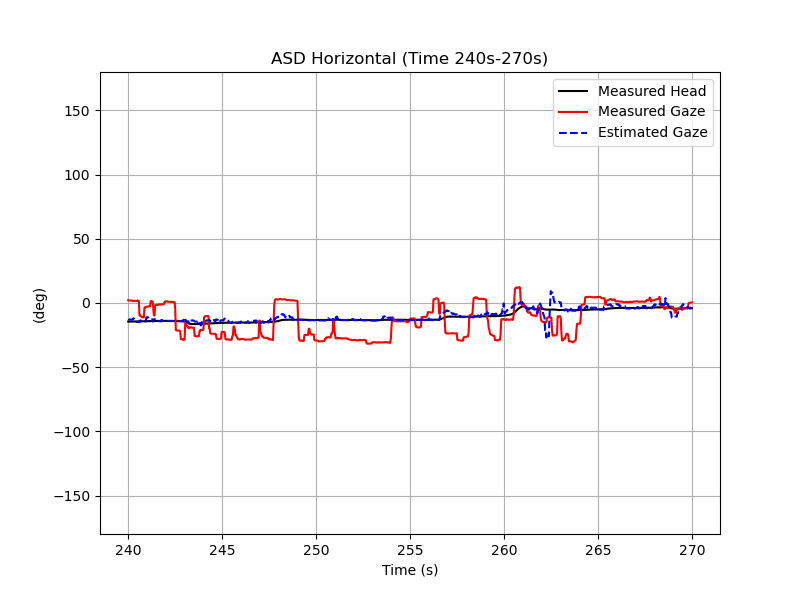 ASD Horizontal (Time 240s-270s)
Measured Head
Measured Gaze
Estimated Gaze
150
100
50
0
−50
−100
−150
(deg)
240 245 250 255 260 265 270
Time (s)